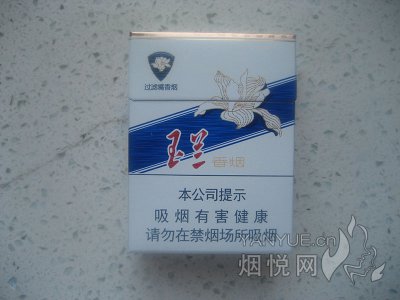 过滤嘴香烟
玉兰
香烟
本公司提示
吸烟有害健康
请勿在禁烟场所吸烟
YANYUE.cn
烟悦网